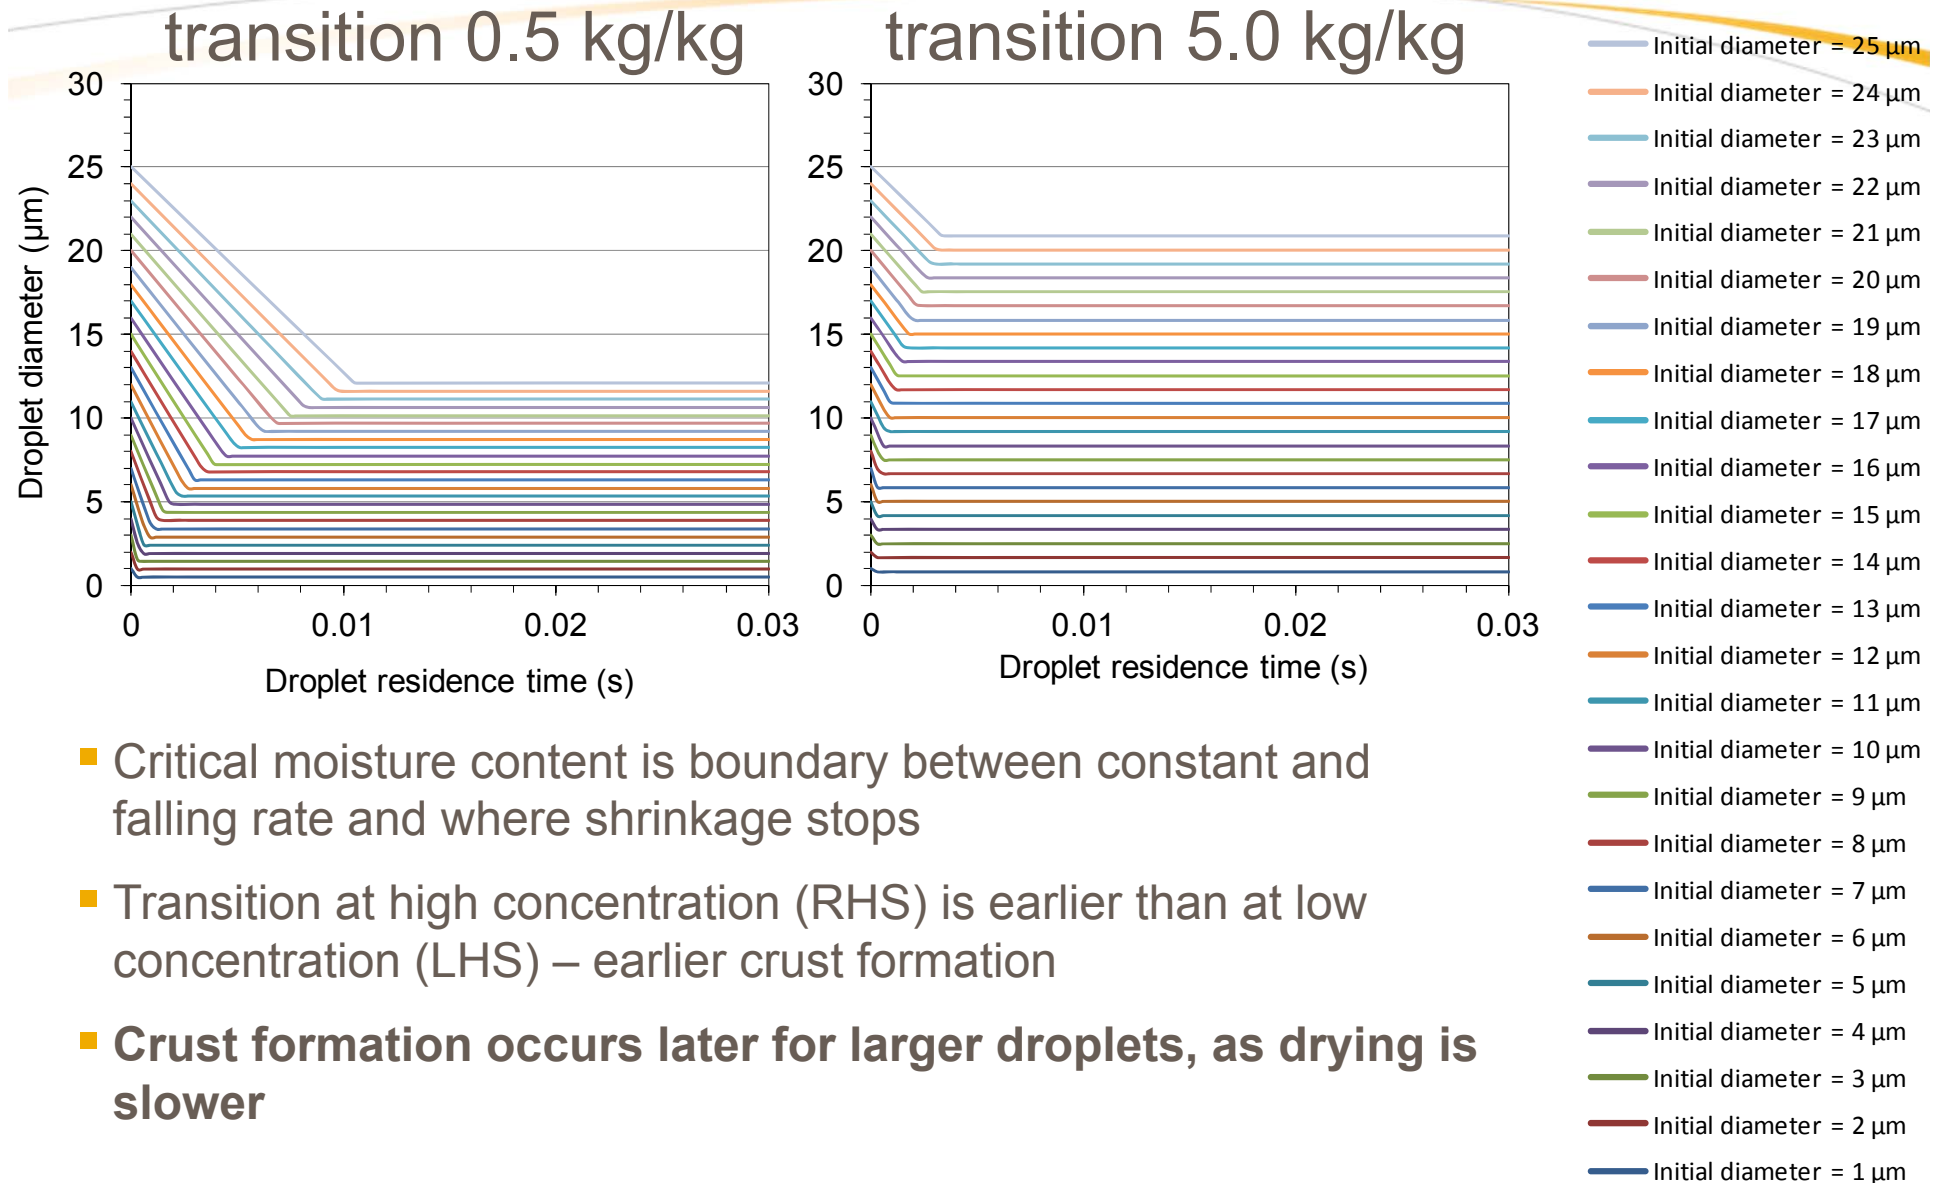 transition 0.5 kg/kg
transition 5.0 kg/kg
30
25
20
15
10
5
0
Droplet diameter (µm)
0
0.01
0.02
0.03
Droplet residence time (s)
30
25
20
15
10
5
0
0
0.01
0.02
0.03
Droplet residence time (s)
Initial diameter = 25 µm
Initial diameter = 24 µm
Initial diameter = 23 µm
Initial diameter = 22 µm
Initial diameter = 21 µm
Initial diameter = 20 µm
Initial diameter = 19 µm
Initial diameter = 18 µm
Initial diameter = 17 µm
Initial diameter = 16 µm
Initial diameter = 15 µm
Initial diameter = 14 µm
Initial diameter = 13 µm
Initial diameter = 12 µm
Initial diameter = 11 µm
Initial diameter = 10 µm
Initial diameter = 9 µm
Initial diameter = 8 µm
Initial diameter = 7 µm
Initial diameter = 6 µm
Initial diameter = 5 µm
Initial diameter = 4 µm
Initial diameter = 3 µm
Initial diameter = 2 µm
Initial diameter = 1 µm
Critical moisture content is boundary between constant and
falling rate and where shrinkage stops
Transition at high concentration (RHS) is earlier than at low
concentration (LHS) – earlier crust formation
Crust formation occurs later for larger droplets, as drying is
slower